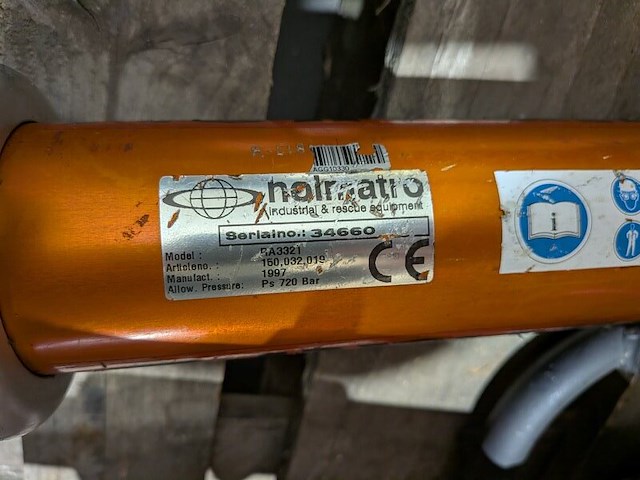 holmatro
industrial & rescue equipment
Serialno.: 34660
Model : RA3321
Articleno. : 150,032,019
Manufact. : 1997
Allow. Pressure: Ps 720 Bar
CE